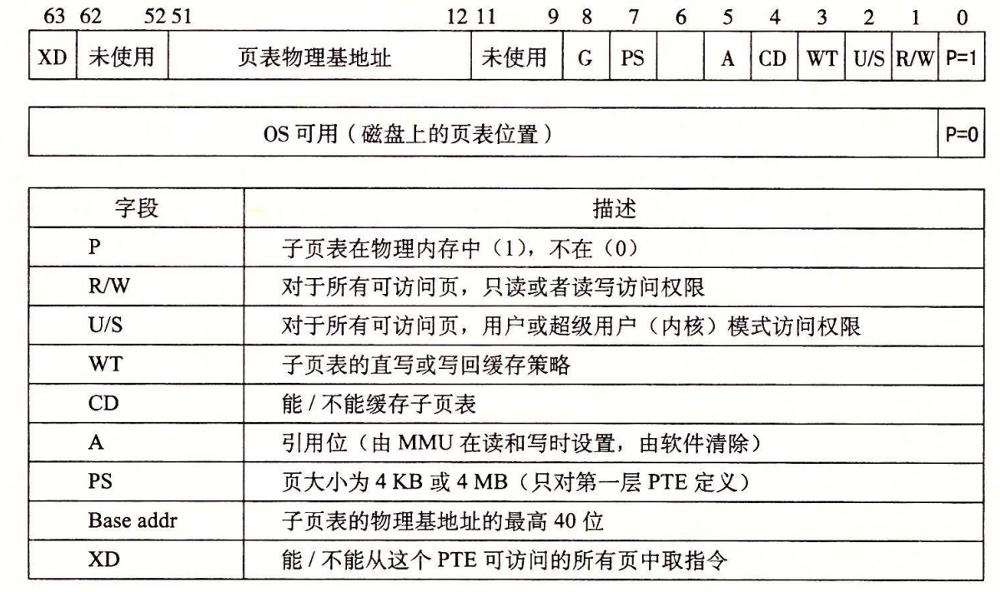 63 62 52 51 12 11 9 8 7 6 5 4 3 2 1 0
XD 未使用 页表物理基地址 未使用 G PS A CD WT U/S R/W P=1
OS 可用（磁盘上的页表位置） P=0
字段 描述
P 子页表在物理内存中（1），不在（0）
R/W 对于所有可访问页，只读或者读写访问权限
U/S 对于所有可访问页，用户或超级用户（内核）模式访问权限
WT 子页表的直写或写回缓存策略
CD 能 / 不能缓存子页表
A 引用位（由 MMU 在读和写时设置，由软件清除）
PS 页大小为 4 KB 或 4 MB（只对第一层 PTE 定义）
Base addr 子页表的物理基地址的最高 40 位
XD 能 / 不能从这个 PTE 可访问的所有页中取指令